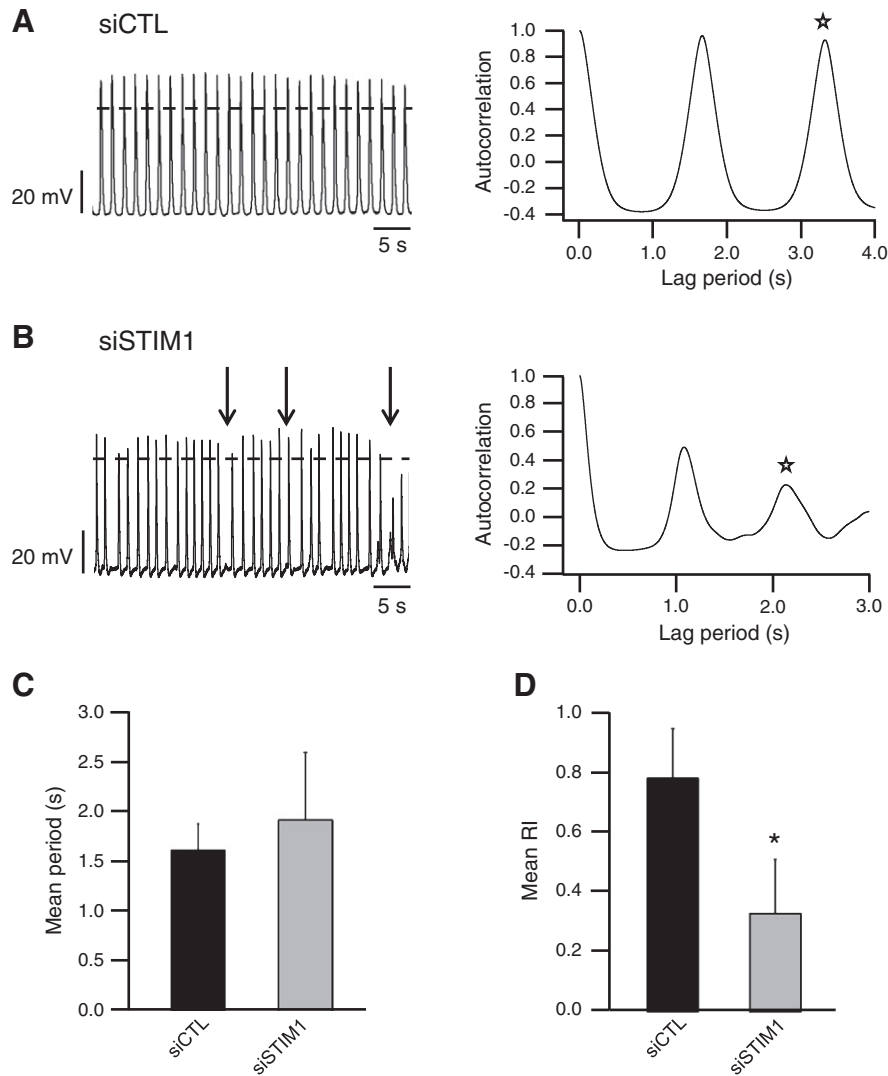 A
siCTL
20 mV
5 s
Autocorrelation
1.0
0.8
0.6
0.4
0.2
0.0
-0.2
-0.4
0.0 1.0 2.0 3.0 4.0
Lag period (s)
B
siSTIM1
20 mV
5 s
Autocorrelation
1.0
0.8
0.6
0.4
0.2
0.0
-0.2
-0.4
0.0 1.0 2.0 3.0
Lag period (s)
C
Mean period (s)
3.0
2.5
2.0
1.5
1.0
0.5
0.0
siCTL siSTIM1
D
Mean RI
1.0
0.8
0.6
0.4
0.2
0.0
*
siCTL siSTIM1